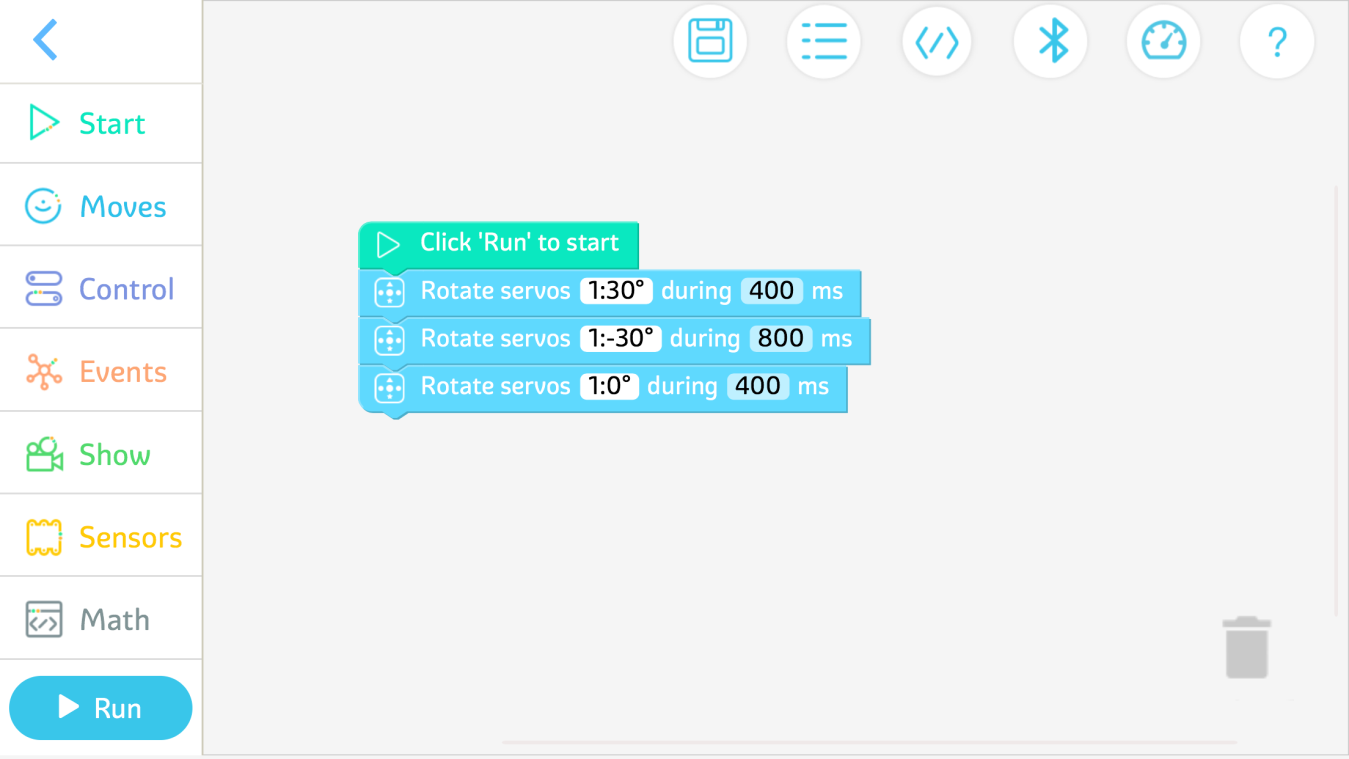 ?
Start
Moves
Control
Events
Show
Sensors
Math
Run
Click 'Run' to start
Rotate servos 1:30° during 400 ms
Rotate servos 1:-30° during 800 ms
Rotate servos 1:0° during 400 ms